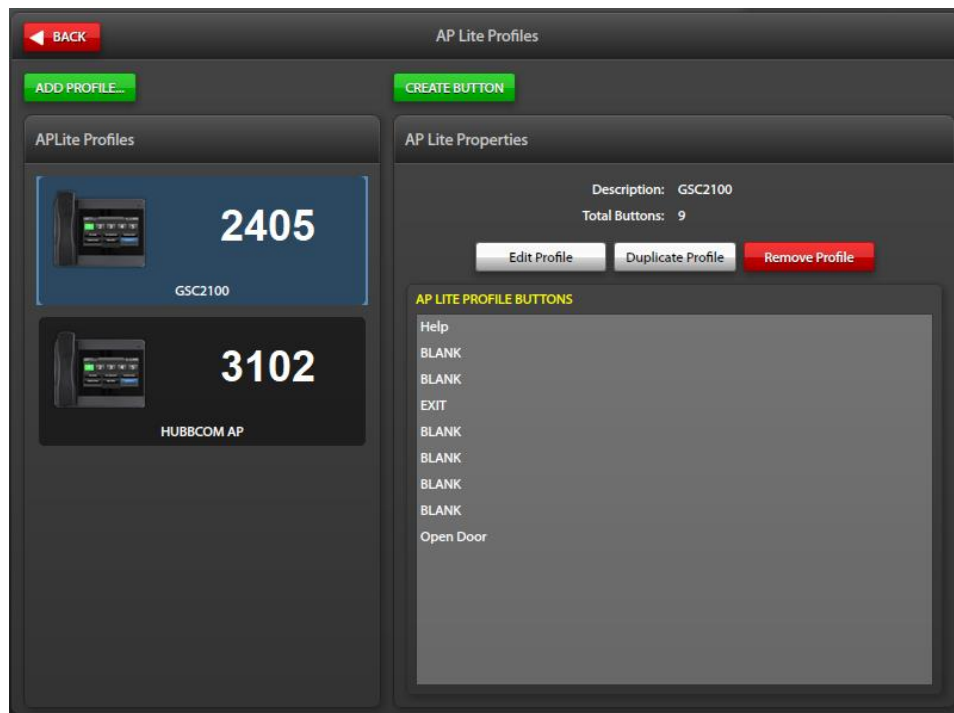 BACK
AP Lite Profiles
ADD PROFILE...
CREATE BUTTON
APLite Profiles
2405
GSC2100
3102
HUBBCOM AP
AP Lite Properties
Description: GSC2100
Total Buttons: 9
Edit Profile
Duplicate Profile
Remove Profile
AP LITE PROFILE BUTTONS
Help
BLANK
BLANK
EXIT
BLANK
BLANK
BLANK
BLANK
Open Door